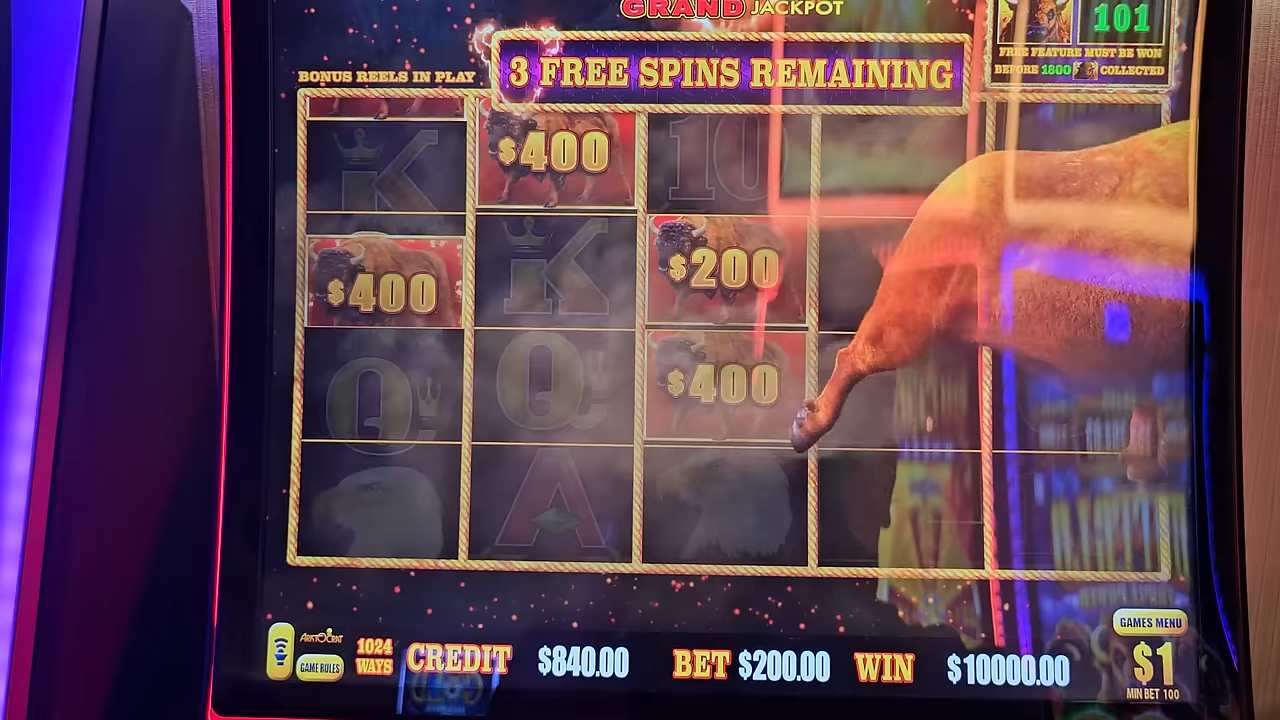 GRAND JACKPOT
101
FREE FEATURE MUST BE WON
BEFORE 1800 COLLECTED
BONUS REELS IN PLAY
3 FREE SPINS REMAINING
K
$400
10
$400
K
$200
Q
Q
$400
A
ARISTOCRAT
GAME RULES
1024
WAYS
CREDIT $840.00 BET $200.00 WIN $10000.00
GAMES MENU
$1
MIN BET 100